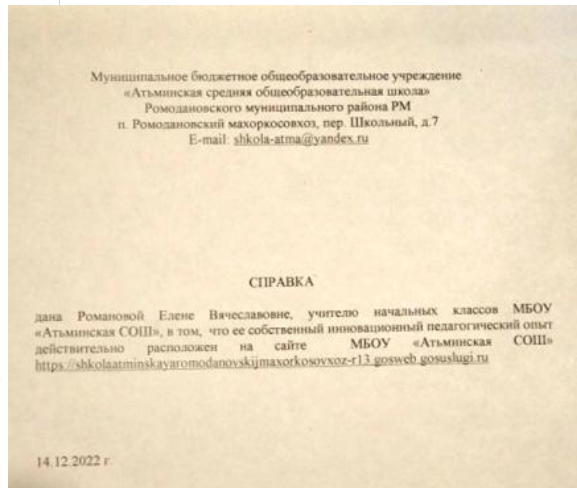 Муниципальное бюджетное общеобразовательное учреждение
«Атьминская средняя общеобразовательная школа»
Ромодановского муниципального района РМ
п. Ромодановский махоркосовхоз, пер. Школьный, д.7
E-mail: shkola-atma@yandex.ru
СПРАВКА
дана Романовой Елене Вячеславовне, учителю начальных классов МБОУ
«Атьминская СОШ», в том, что ее собственный инновационный педагогический опыт
действительно расположен на сайте МБОУ «Атьминская СОШ»
https://shkolaatminskayaromodanovskijmaxorkosovxoz-r13.gosweb.gosuslugi.ru
14.12.2022 г.